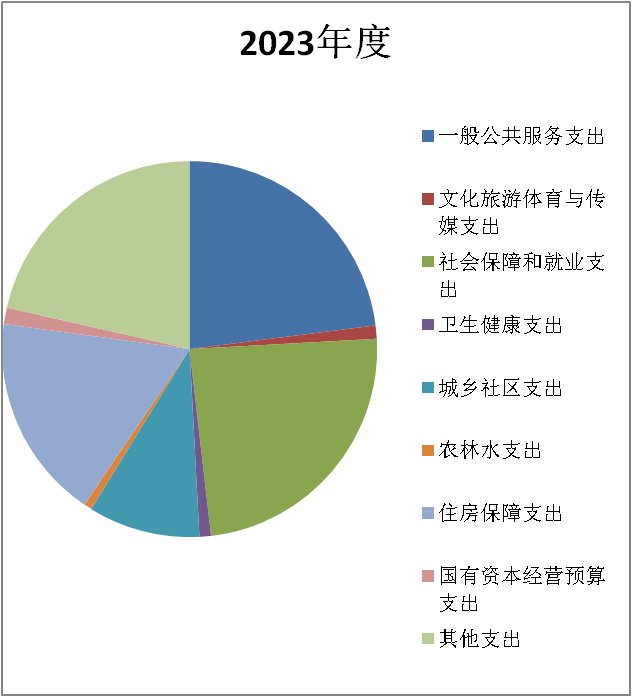 2023年度
一般公共服务支出
文化旅游体育与传
媒支出
社会保障和就业支
出
卫生健康支出
城乡社区支出
农林水支出
住房保障支出
国有资本经营预算
支出
其他支出